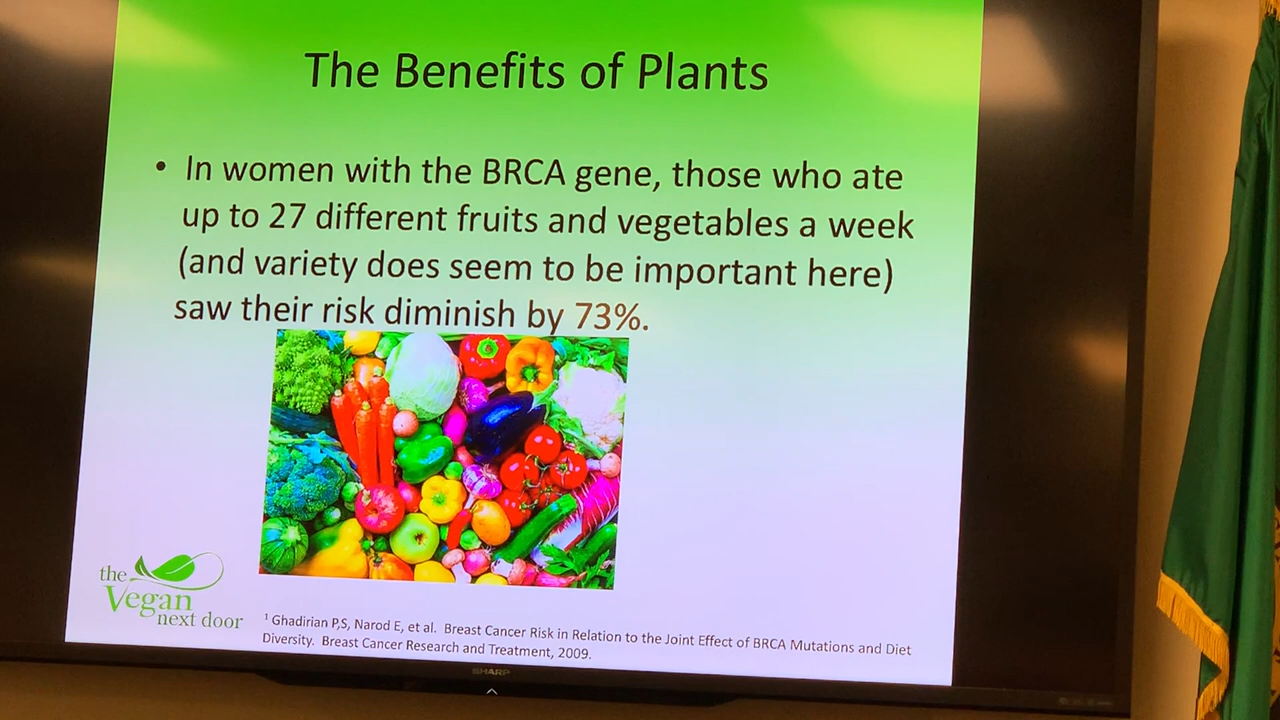 The Benefits of Plants
• In women with the BRCA gene, those who ate
up to 27 different fruits and vegetables a week
(and variety does seem to be important here)
saw their risk diminish by 73%.
the
Vegan
next door
1 Ghadirian P,S, Narod E, et al. Breast Cancer Risk in Relation to the Joint Effect of BRCA Mutations and Diet
Diversity. Breast Cancer Research and Treatment, 2009.
SHARP